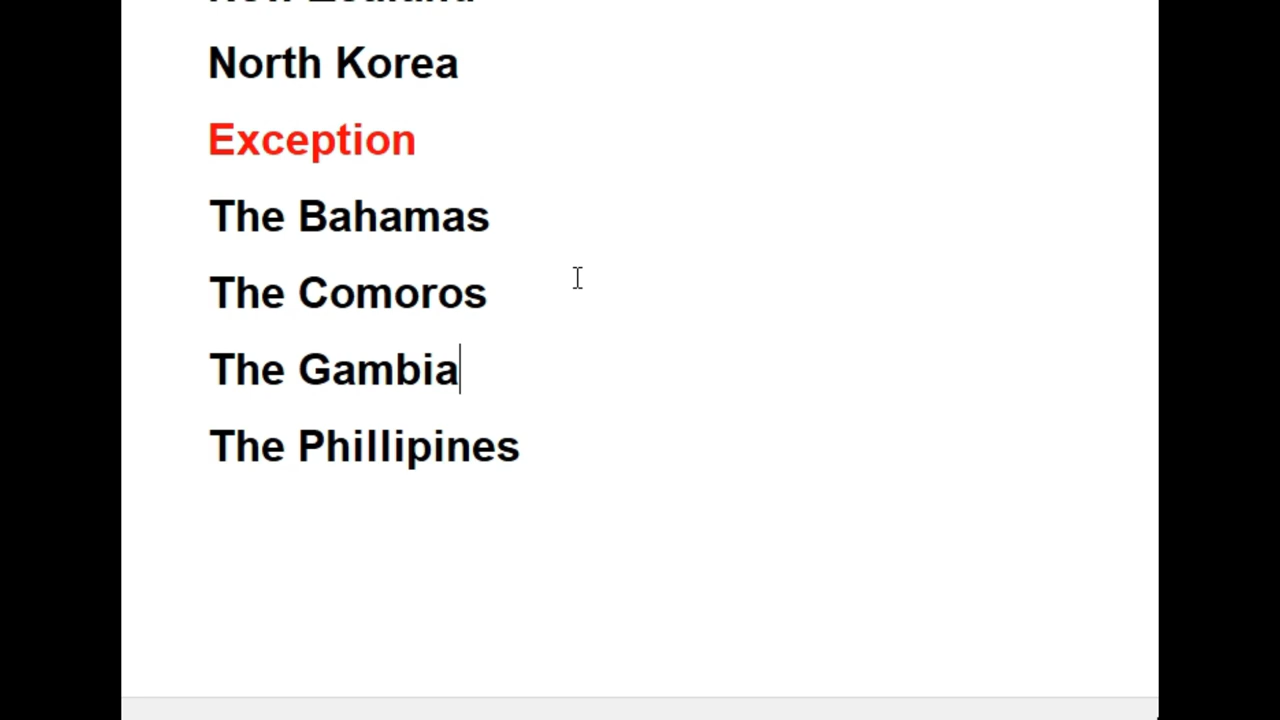 North Korea
Exception
The Bahamas
The Comoros
The Gambia
The Phillipines